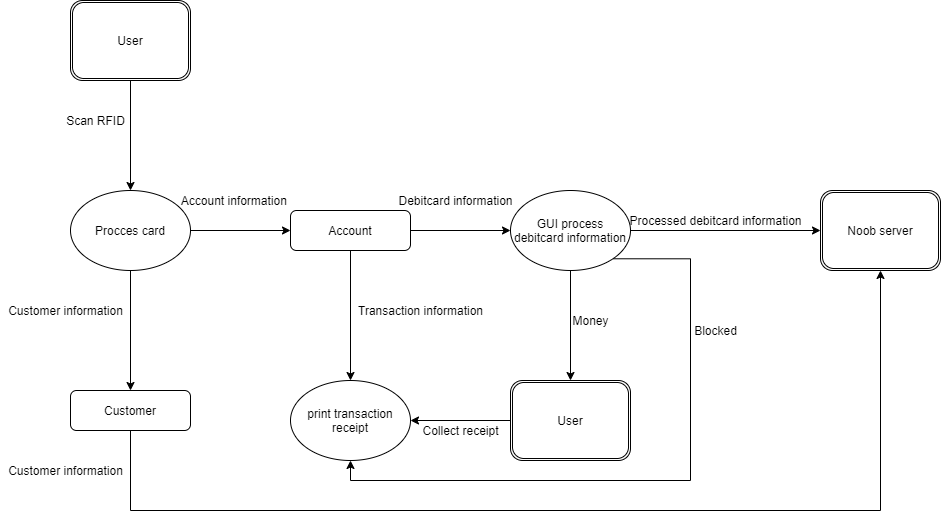 User
Scan RFID
Account information
Debitcard information
Procces card
Account
GUI process
debitcard information
Processed debitcard information
Noob server
Customer information
Transaction information
Money
Blocked
Customer
print transaction
receipt
Collect receipt
User
Customer information